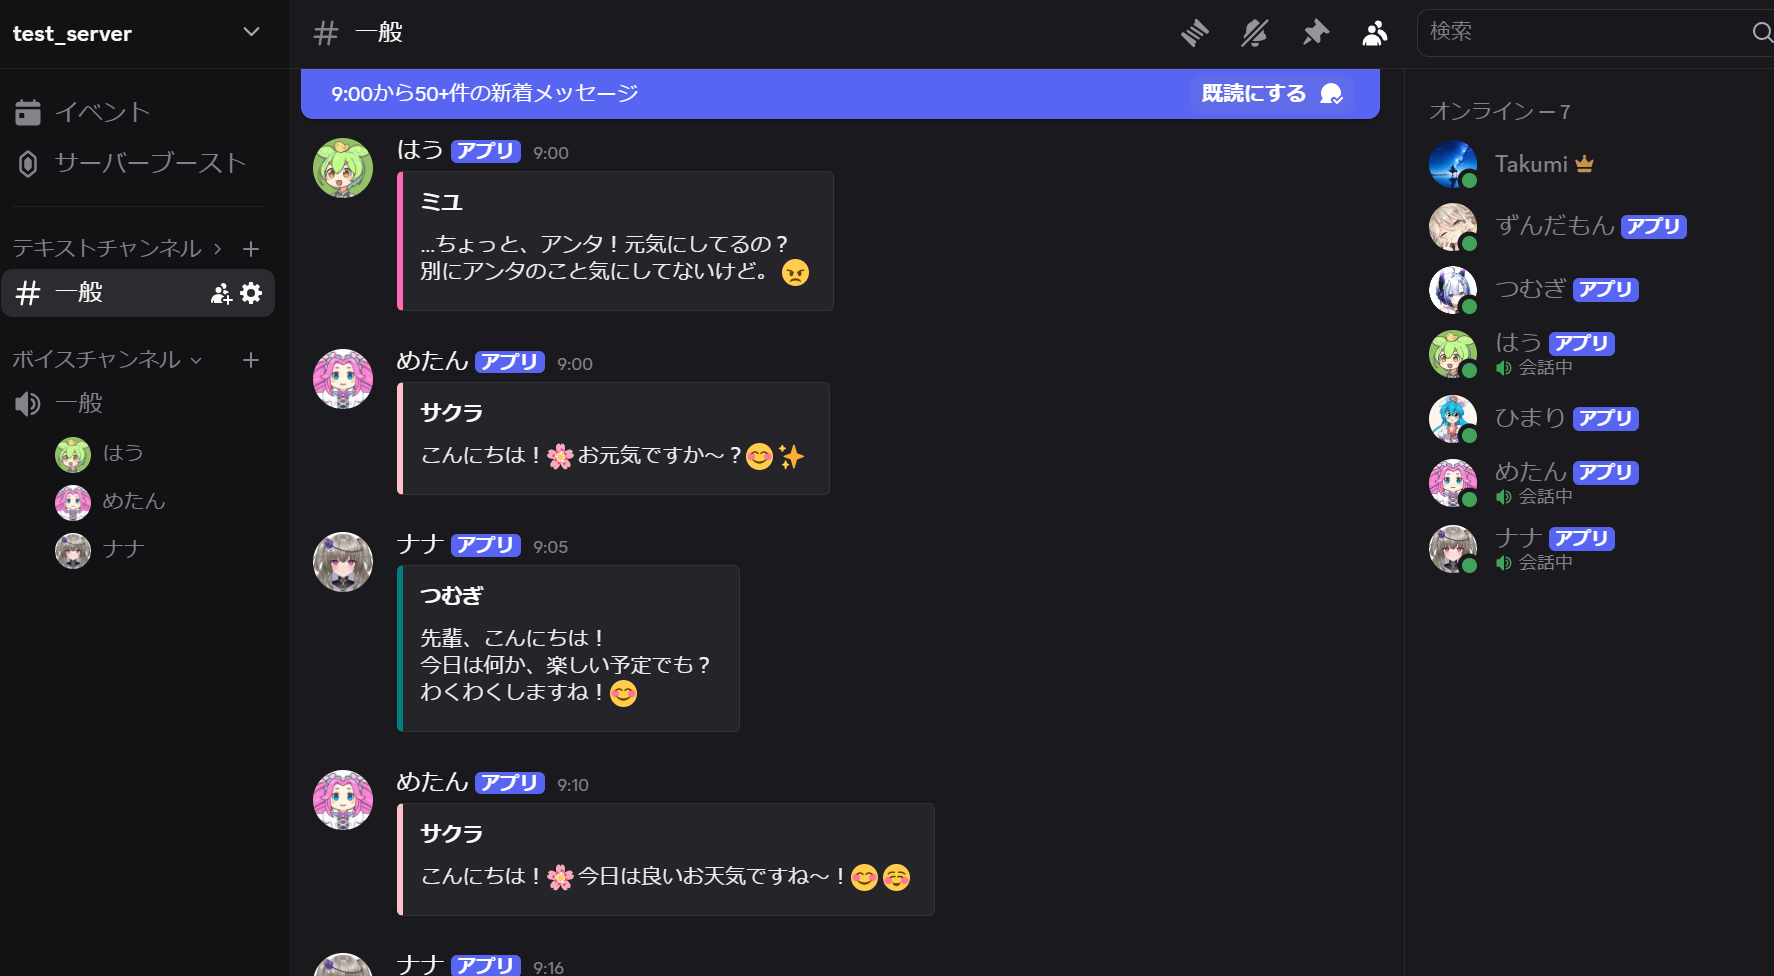 test_server
イベント
サーバーブースト
テキストチャンネル
一般
ボイスチャンネル
一般
はう
めたん
ナナ
一般
検索
9:00から50+件の新着メッセージ
既読にする
はう アプリ 9:00
ミユ
...ちょっと、アンタ！元気にしてるの？
別にアンタのこと気にしてないけど。😠
めたん アプリ 9:00
サクラ
こんにちは！🌸お元気ですか～？😊✨
ナナ アプリ 9:05
つむぎ
先輩、こんにちは！
今日は何か、楽しい予定でも？
わくわくしますね！😊
めたん アプリ 9:10
サクラ
こんにちは！🌸今日は良いお天気ですね～！😊☺️
ナナ アプリ 9:16
オンライン — 7
Takumi
ずんだもん アプリ
つむぎ アプリ
はう アプリ
会話中
ひまり アプリ
めたん アプリ
会話中
ナナ アプリ
会話中